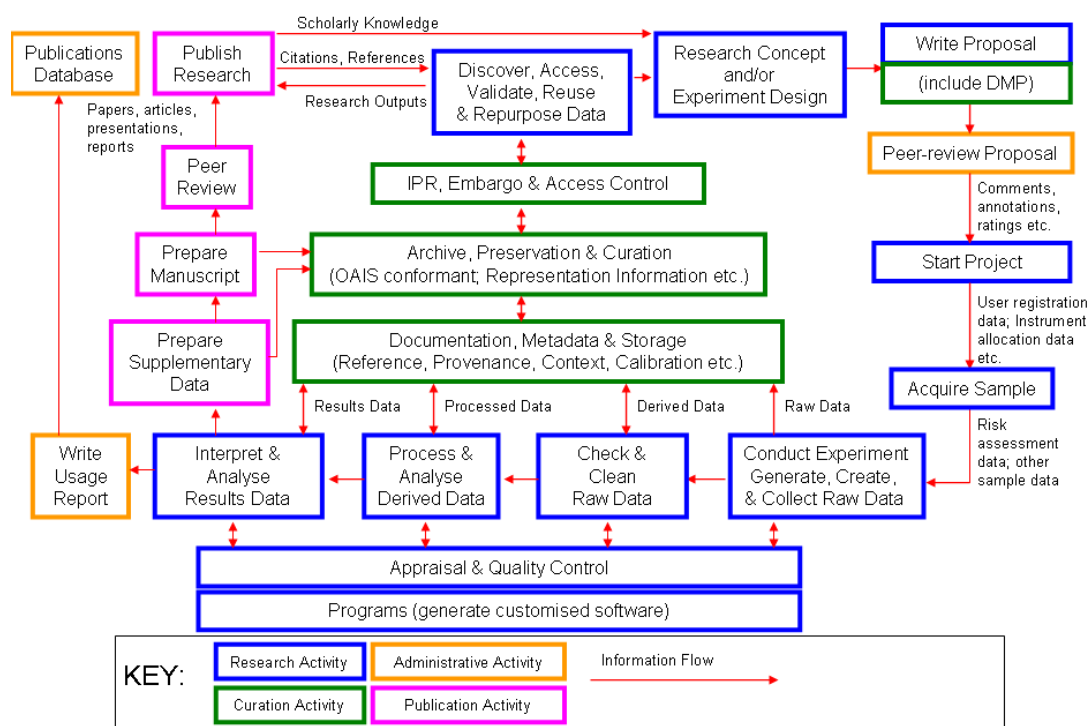 Scholarly Knowledge
Publications
Database
Publish
Research
Citations, References
Research Outputs
Discover, Access,
Validate, Reuse
& Repurpose Data
Research Concept
and/or
Experiment Design
Write Proposal
(include DMP)
Papers, articles,
presentations,
reports
Peer-review Proposal
Peer
Review
IPR, Embargo & Access Control
Comments,
annotations,
ratings etc.
Prepare
Manuscript
Archive, Preservation & Curation
(OAIS conformant; Representation Information etc.)
Start Project
User registration
data; Instrument
allocation data
etc.
Prepare
Supplementary
Data
Documentation, Metadata & Storage
(Reference, Provenance, Context, Calibration etc.)
Acquire Sample
Results Data
Processed Data
Derived Data
Raw Data
Risk
assessment
data; other
sample data
Write
Usage
Report
Interpret &
Analyse
Results Data
Process &
Analyse
Derived Data
Check &
Clean
Raw Data
Conduct Experiment
Generate, Create,
& Collect Raw Data
Appraisal & Quality Control
Programs (generate customised software)
KEY:
Research Activity
Administrative Activity
Information Flow
Curation Activity
Publication Activity